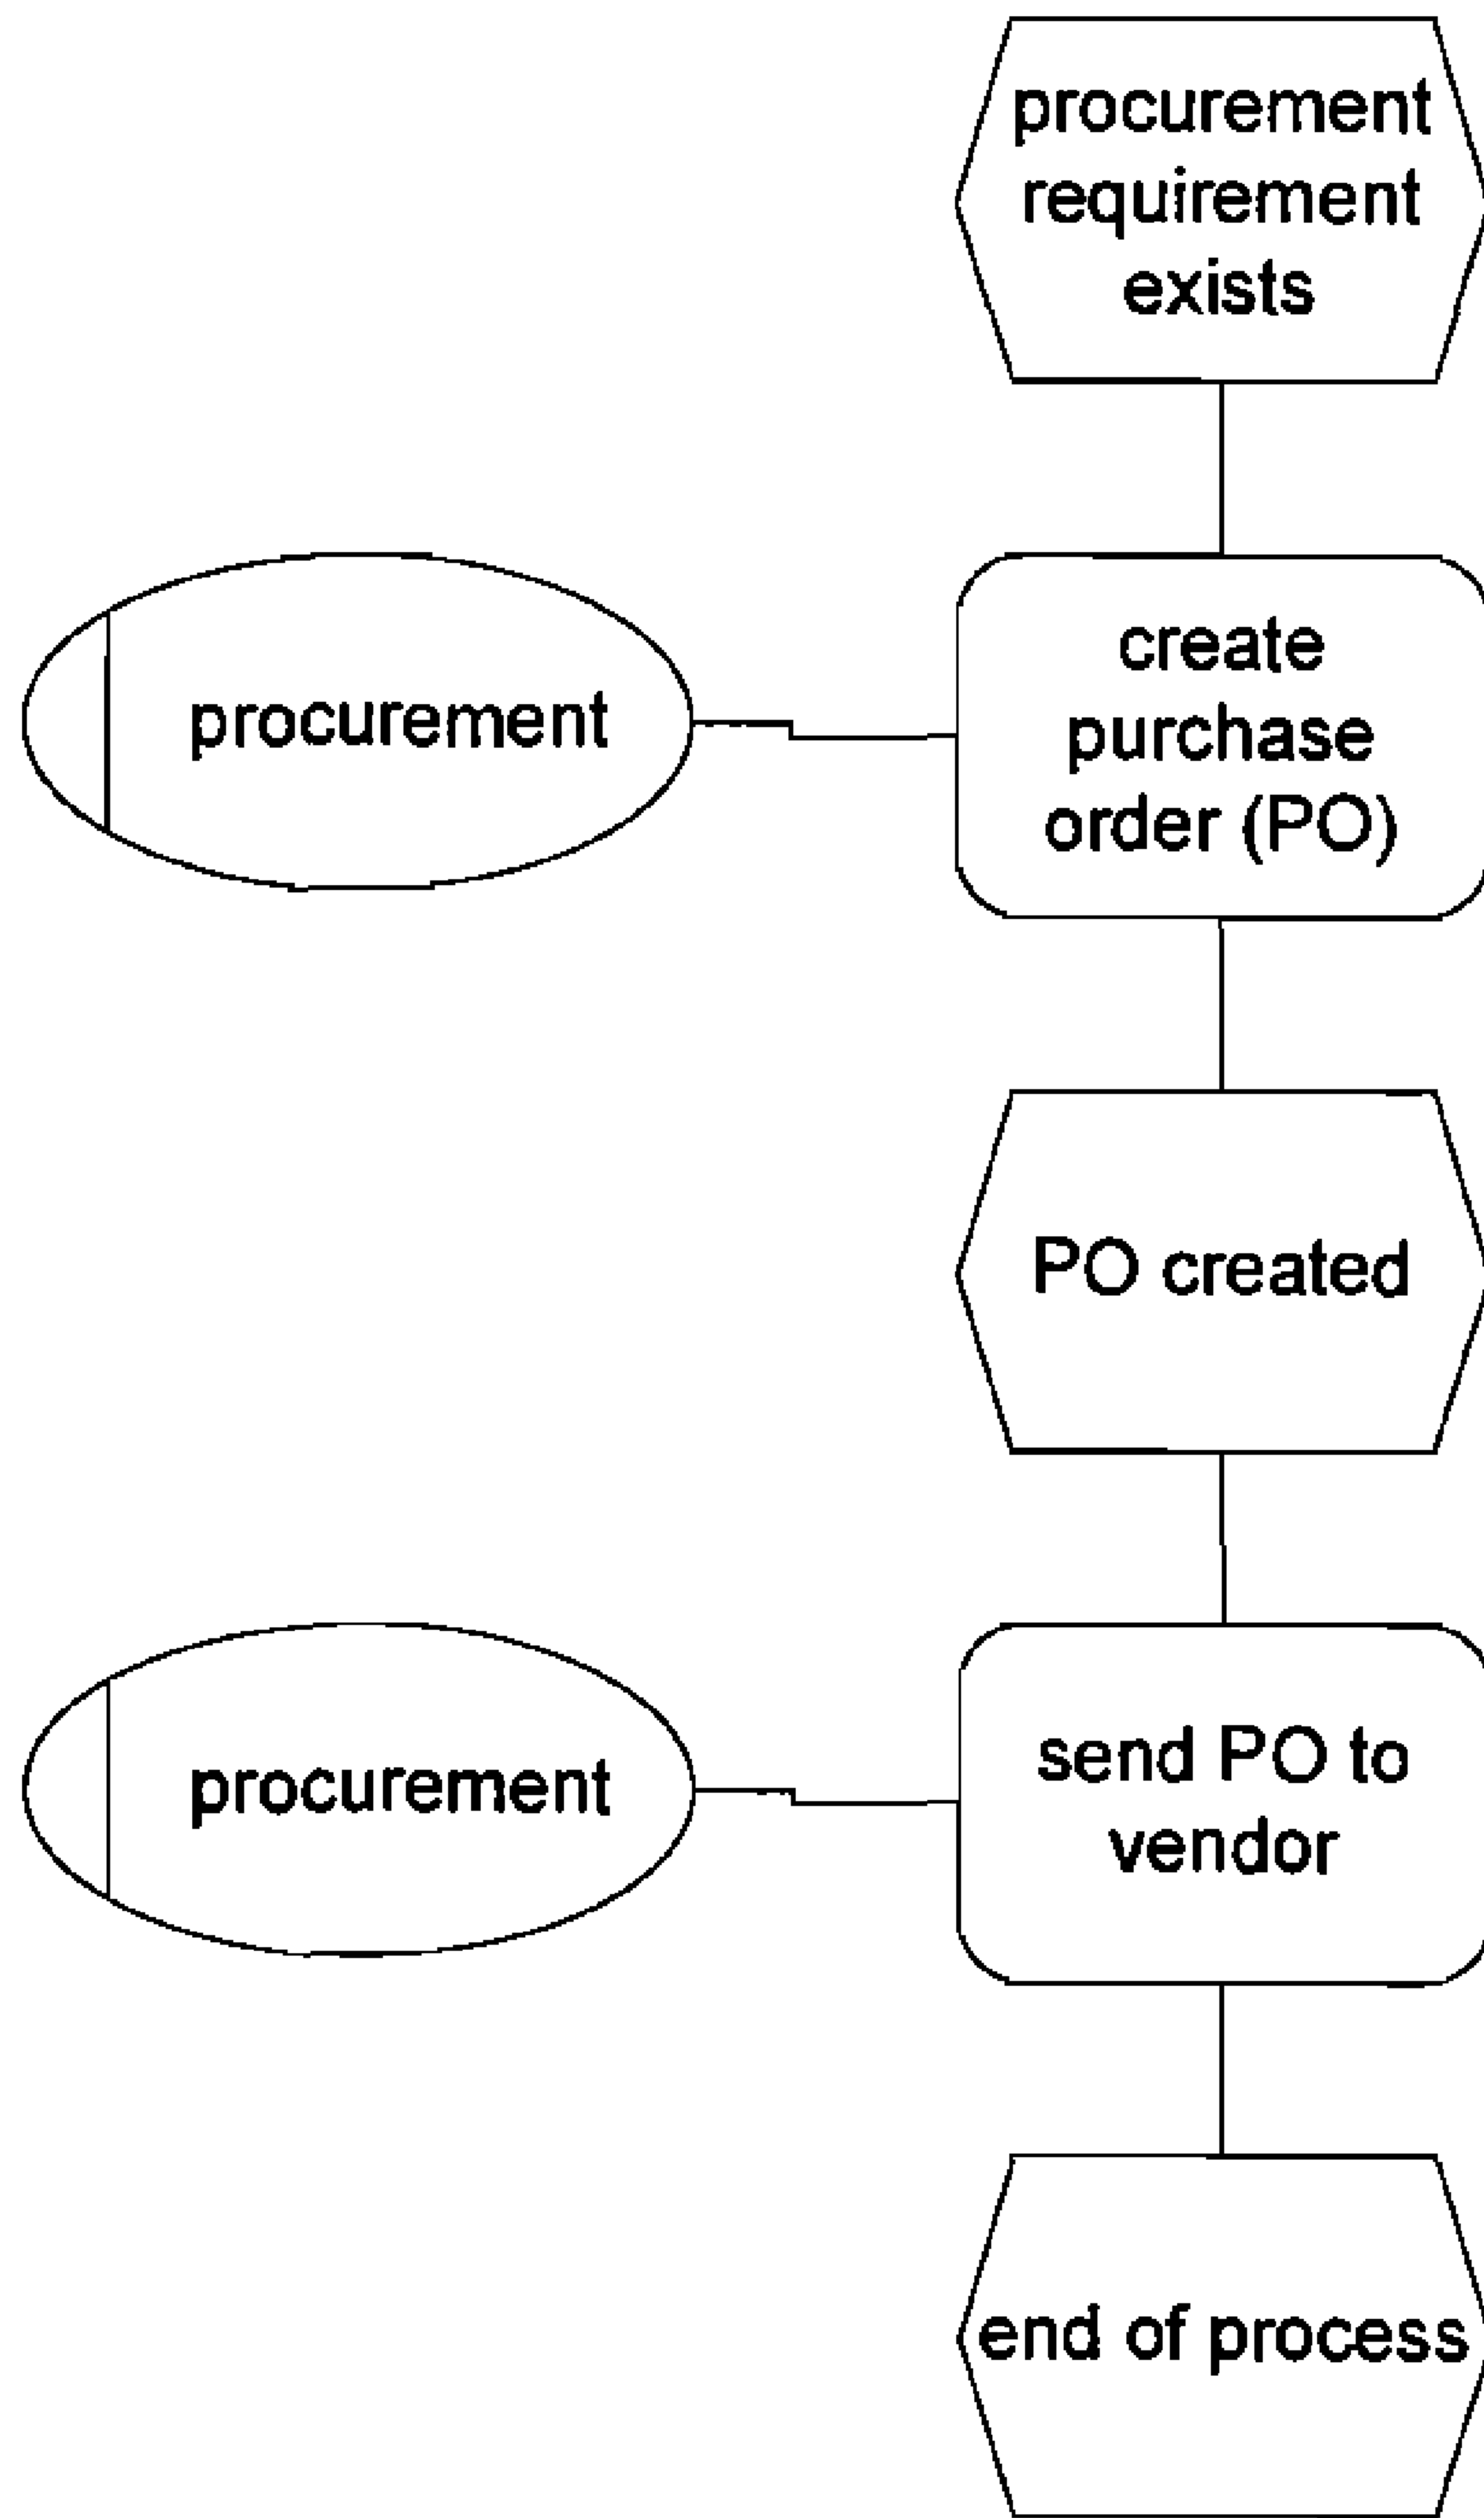 procurement
requirement
exists
procurement
create
purchase
order (PO)
PO created
procurement
send PO to
vendor
end of process